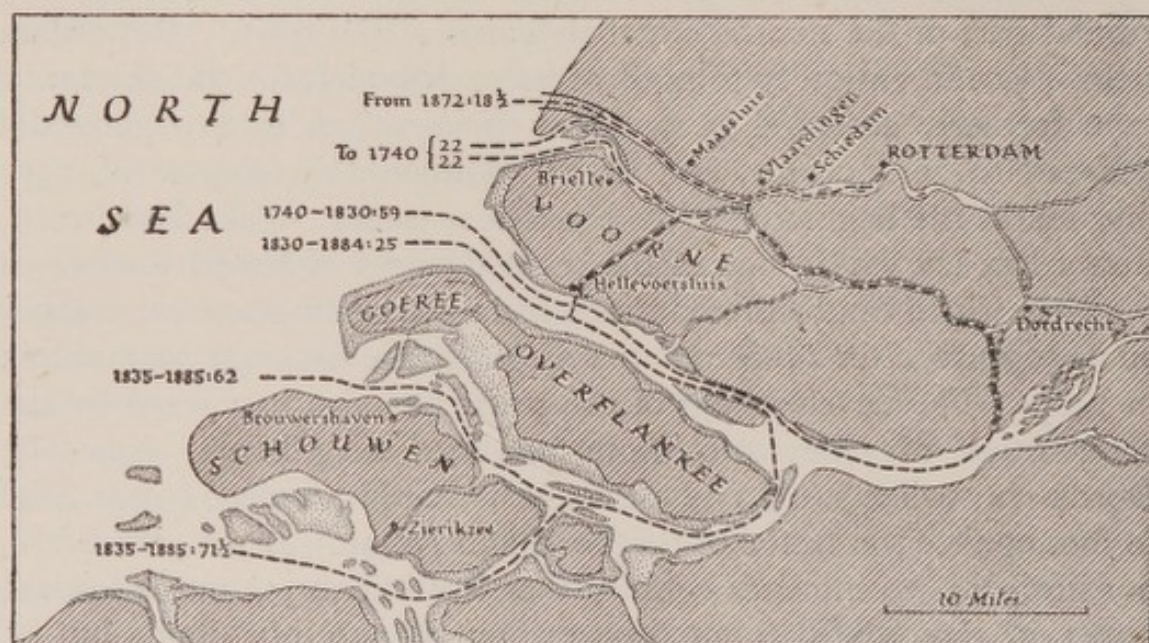 NORTH
SEA
From 1872:18½
To 1740 { 22
22
1740-1830:59
1830-1884:25
1835-1885:62
1835-1885:71½
Maassluis
Vlaardingen
Schiedam
ROTTERDAM
Brielle
VOORNE
Hellevoetsluis
GOEREE
OVERFLAKKEE
Dordrecht
Brouwershaven
SCHOUWEN
Zierikzee
10 Miles